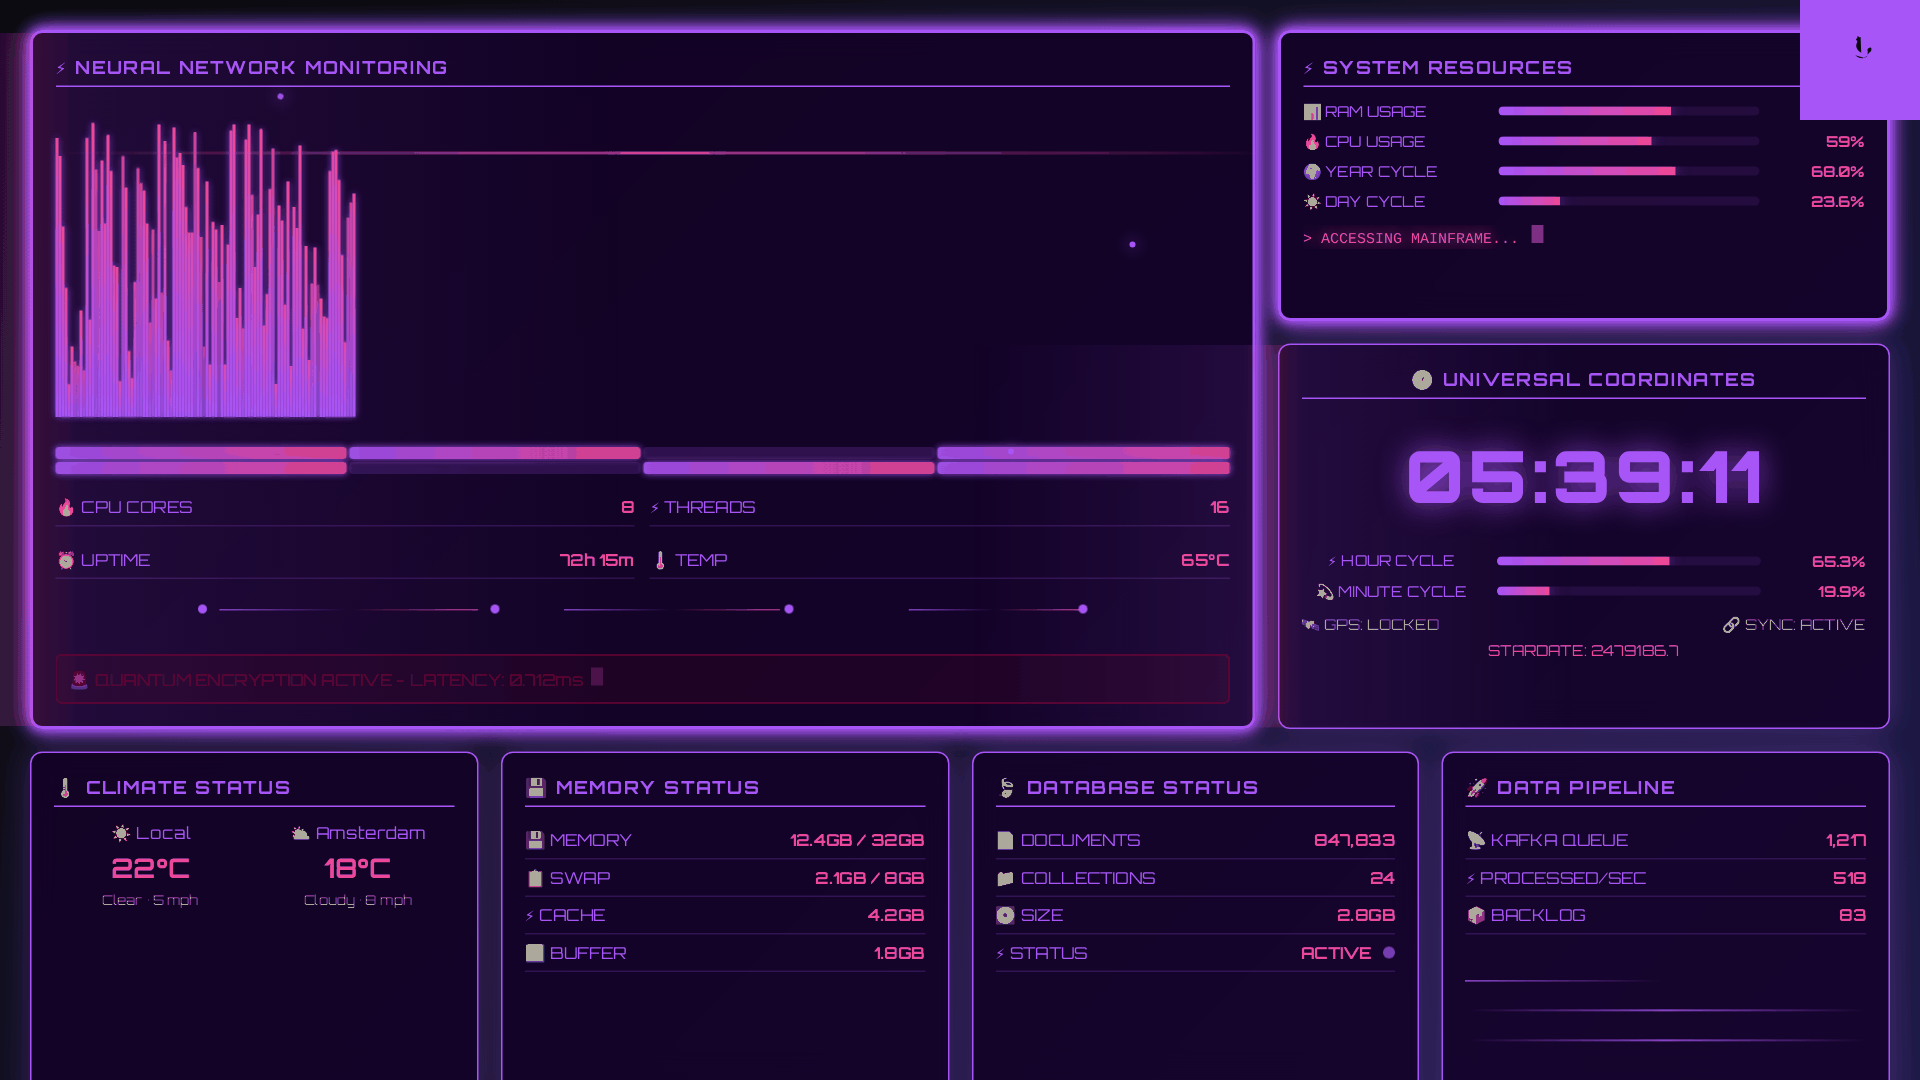 NEURAL NETWORK MONITORING
CPU CORES 8
THREADS 16
UPTIME 72h 15m
TEMP 65°C
QUANTUM ENCRYPTION ACTIVE - LATENCY: 0.712ms
SYSTEM RESOURCES
RAM USAGE
CPU USAGE 59%
YEAR CYCLE 68.0%
DAY CYCLE 23.6%
> ACCESSING MAINFRAME...
UNIVERSAL COORDINATES
05:39:11
HOUR CYCLE 65.3%
MINUTE CYCLE 19.9%
GPS: LOCKED SYNC: ACTIVE
STARDATE: 2479186.7
CLIMATE STATUS
Local
22°C
Clear · 5 mph
Amsterdam
18°C
Cloudy · 8 mph
MEMORY STATUS
MEMORY 12.4GB / 32GB
SWAP 2.1GB / 8GB
CACHE 4.2GB
BUFFER 1.8GB
DATABASE STATUS
DOCUMENTS 847,833
COLLECTIONS 24
SIZE 2.8GB
STATUS ACTIVE
DATA PIPELINE
KAFKA QUEUE 1,217
PROCESSED/SEC 518
BACKLOG 83